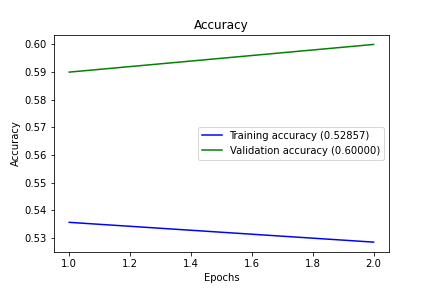 Accuracy
0.60
0.59
0.58
0.57
0.56
0.55
0.54
0.53
Accuracy
Training accuracy (0.52857)
Validation accuracy (0.60000)
1.0 1.2 1.4 1.6 1.8 2.0
Epochs